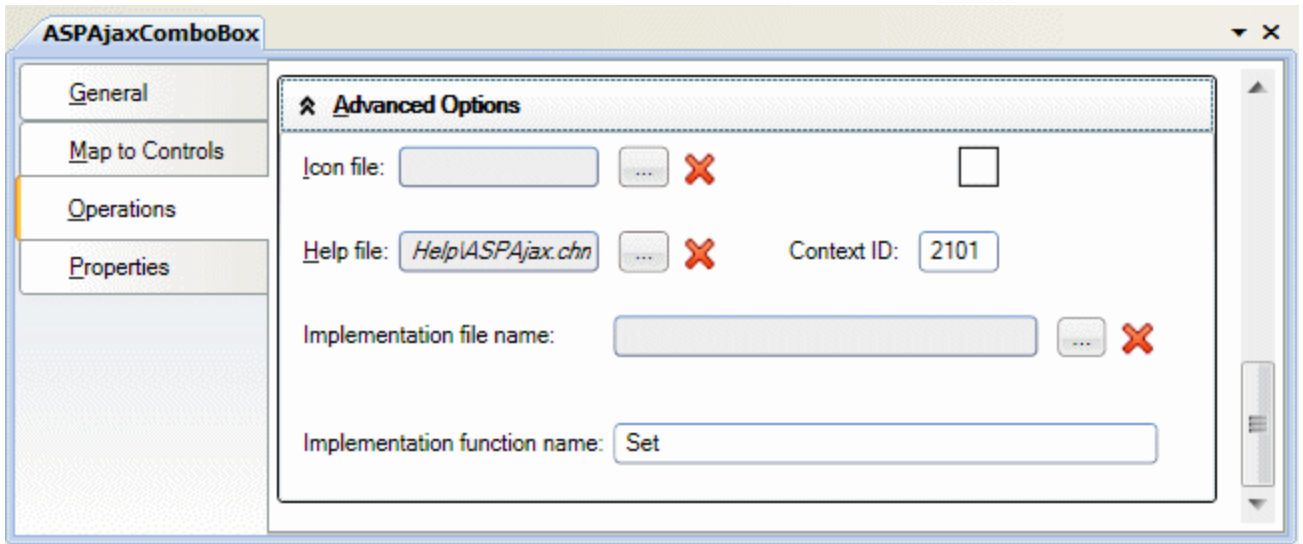 ASPAjaxComboBox
General
Map to Controls
Operations
Properties
Advanced Options
Icon file: ...
Help file: Help\ASPAjax.chm ... Context ID: 2101
Implementation file name: ...
Implementation function name: Set